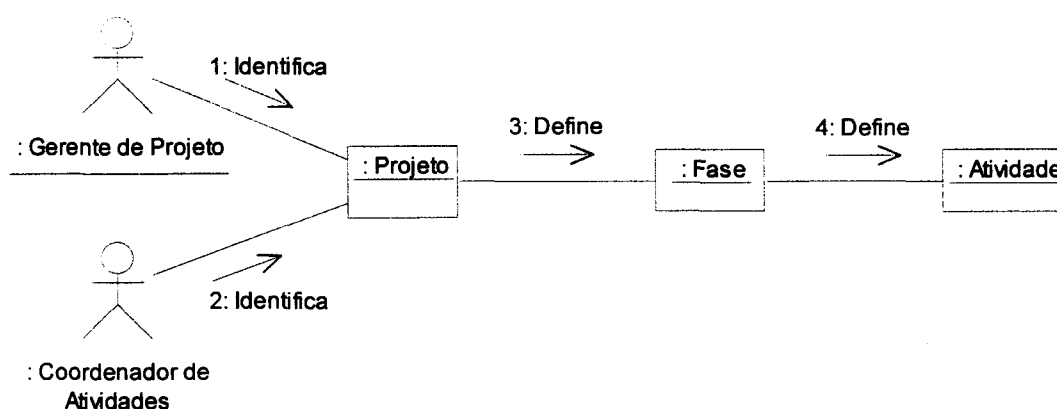 1: Identifica
: Gerente de Projeto
3: Define
4: Define
: Projeto
: Fase
: Atividade
2: Identifica
: Coordenador de
Atividades